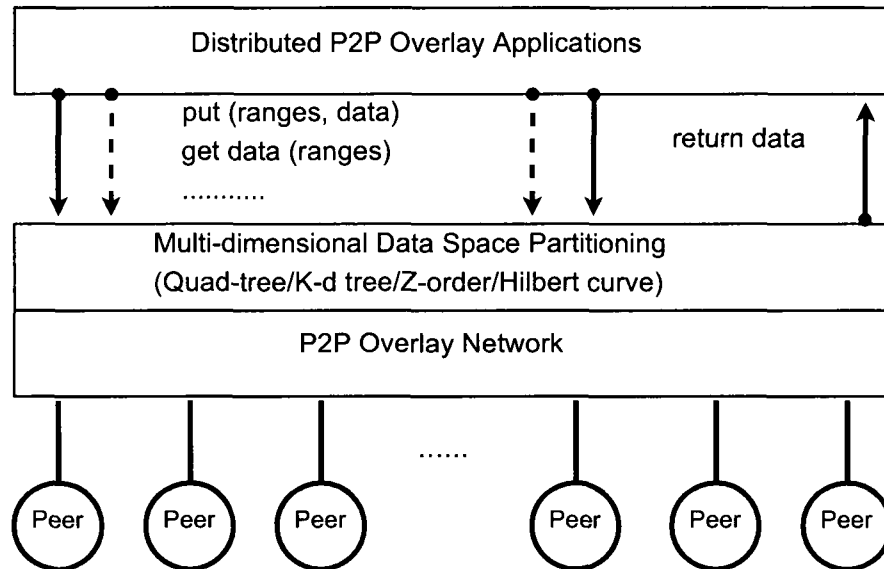 Distributed P2P Overlay Applications
put (ranges, data)
get data (ranges)
...........
return data
Multi-dimensional Data Space Partitioning
(Quad-tree/K-d tree/Z-order/Hilbert curve)
P2P Overlay Network
......
Peer Peer Peer Peer Peer Peer